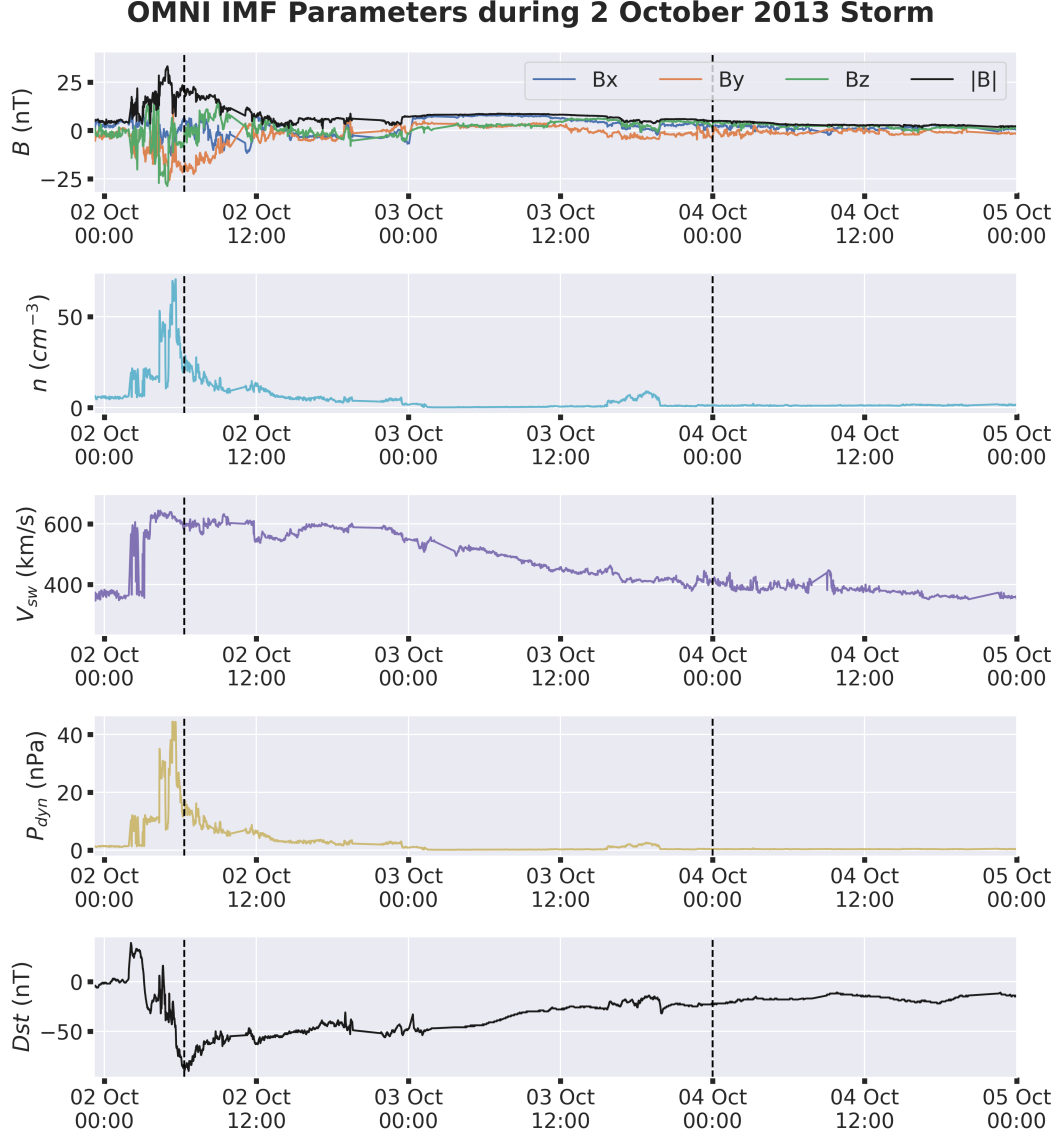 OMNI IMF Parameters during 2 October 2013 Storm
Bx By Bz |B|
B (nT)
25
0
−25
02 Oct 02 Oct 03 Oct 03 Oct 04 Oct 04 Oct 05 Oct
00:00 12:00 00:00 12:00 00:00 12:00 00:00
n (cm⁻³)
50
0
02 Oct 02 Oct 03 Oct 03 Oct 04 Oct 04 Oct 05 Oct
00:00 12:00 00:00 12:00 00:00 12:00 00:00
V_sw (km/s)
600
400
02 Oct 02 Oct 03 Oct 03 Oct 04 Oct 04 Oct 05 Oct
00:00 12:00 00:00 12:00 00:00 12:00 00:00
P_dyn (nPa)
40
20
0
02 Oct 02 Oct 03 Oct 03 Oct 04 Oct 04 Oct 05 Oct
00:00 12:00 00:00 12:00 00:00 12:00 00:00
Dst (nT)
0
−50
02 Oct 02 Oct 03 Oct 03 Oct 04 Oct 04 Oct 05 Oct
00:00 12:00 00:00 12:00 00:00 12:00 00:00